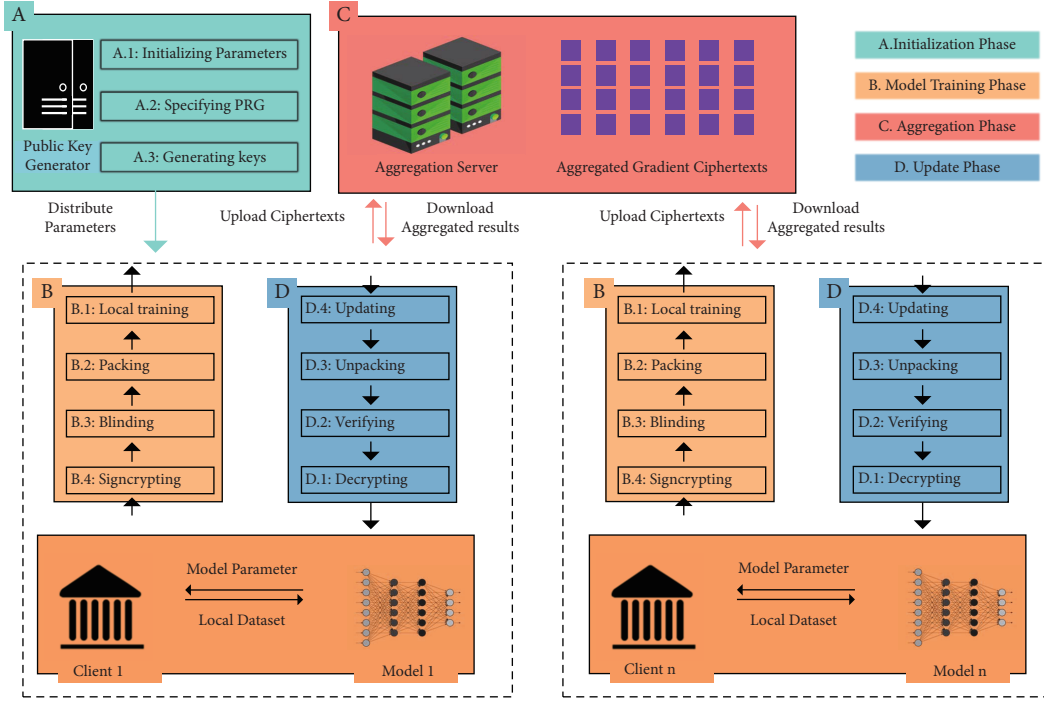 A
A.1: Initializing Parameters
A.2: Specifying PRG
A.3: Generating keys
Public Key
Generator
C
Aggregation Server
Aggregated Gradient Ciphertexts
A.Initialization Phase
B. Model Training Phase
C. Aggregation Phase
D. Update Phase
Distribute
Parameters
Upload Ciphertexts
Download
Aggregated results
Upload Ciphertexts
Download
Aggregated results
B
B.1: Local training
B.2: Packing
B.3: Blinding
B.4: Signcrypting
D
D.4: Updating
D.3: Unpacking
D.2: Verifying
D.1: Decrypting
Model Parameter
Local Dataset
Client 1
Model 1
B
B.1: Local training
B.2: Packing
B.3: Blinding
B.4: Signcrypting
D
D.4: Updating
D.3: Unpacking
D.2: Verifying
D.1: Decrypting
Model Parameter
Local Dataset
Client n
Model n